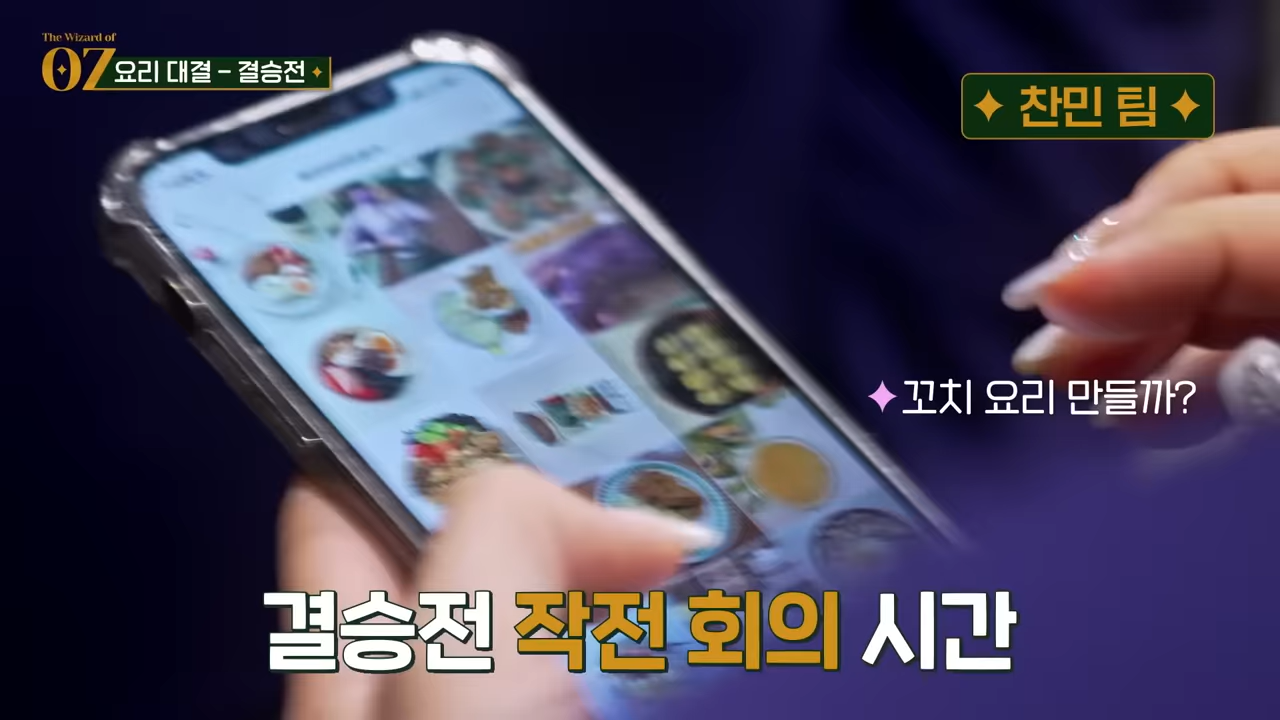 The Wizard of
OZ 요리 대결 – 결승전
찬민 팀
꼬치 요리 만들까?
결승전 작전 회의 시간